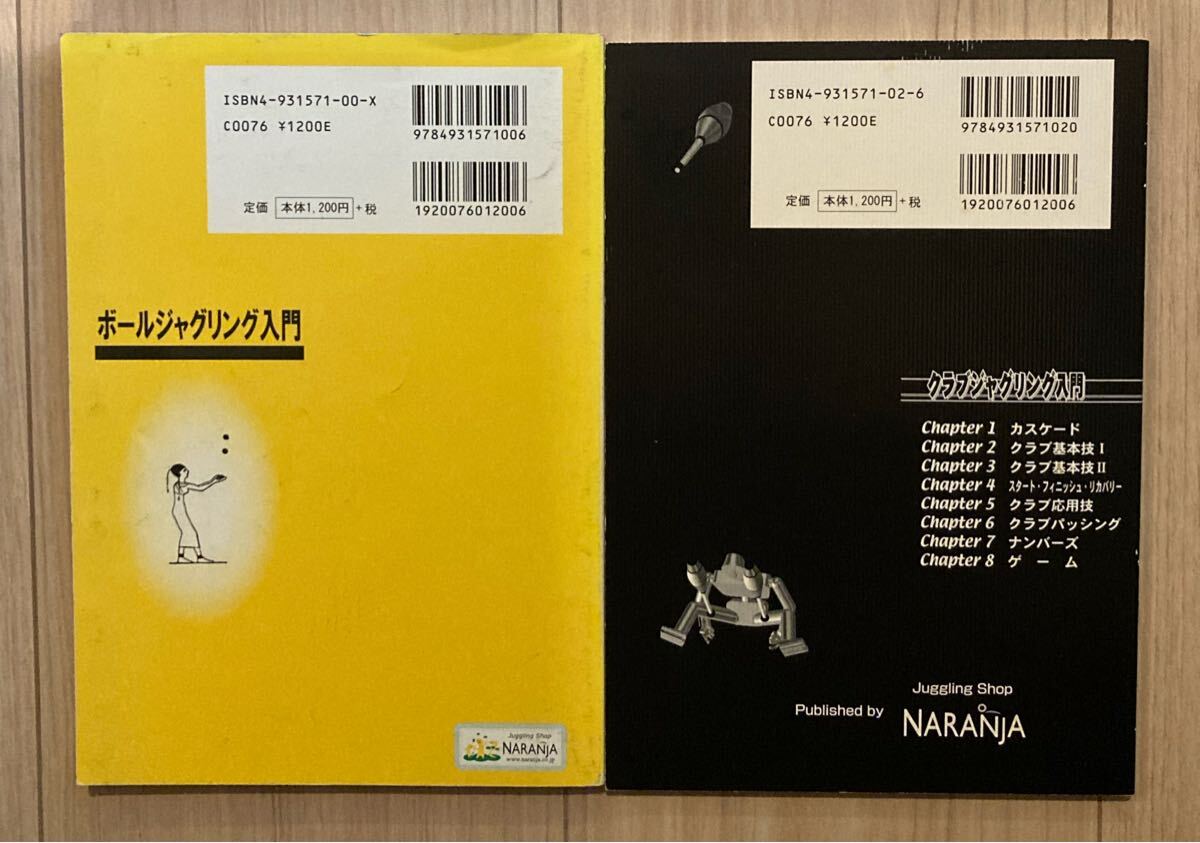 ISBN4-931571-00-X
C0076 ¥1200E
9784931571006
1920076012006
定価 本体1,200円 +税
ボールジャグリング入門
Juggling Shop
NARANJA
www.naranja.co.jp
ISBN4-931571-02-6
C0076 ¥1200E
9784931571020
1920076012006
定価 本体1,200円 +税
クラブジャグリング入門
Chapter 1 カスケード
Chapter 2 クラブ基本技 I
Chapter 3 クラブ基本技 II
Chapter 4 スタート・フィニッシュ・リカバリー
Chapter 5 クラブ応用技
Chapter 6 クラブパッシング
Chapter 7 ナンバーズ
Chapter 8 ゲーム
Juggling Shop
Published by NARANJA